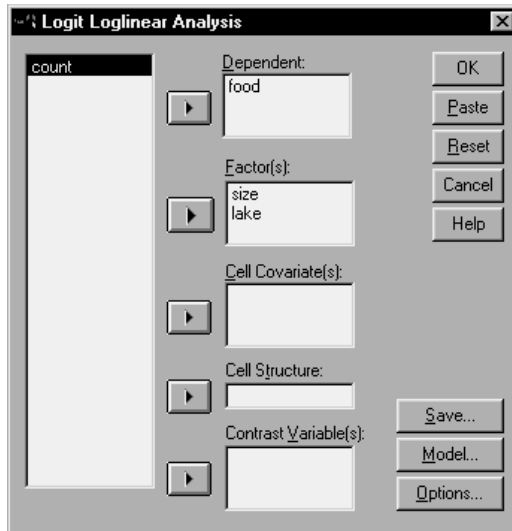 Logit Loglinear Analysis
count
Dependent:
food
Factor(s):
size
lake
Cell Covariate(s):
Cell Structure:
Contrast Variable(s):
OK
Paste
Reset
Cancel
Help
Save...
Model...
Options...